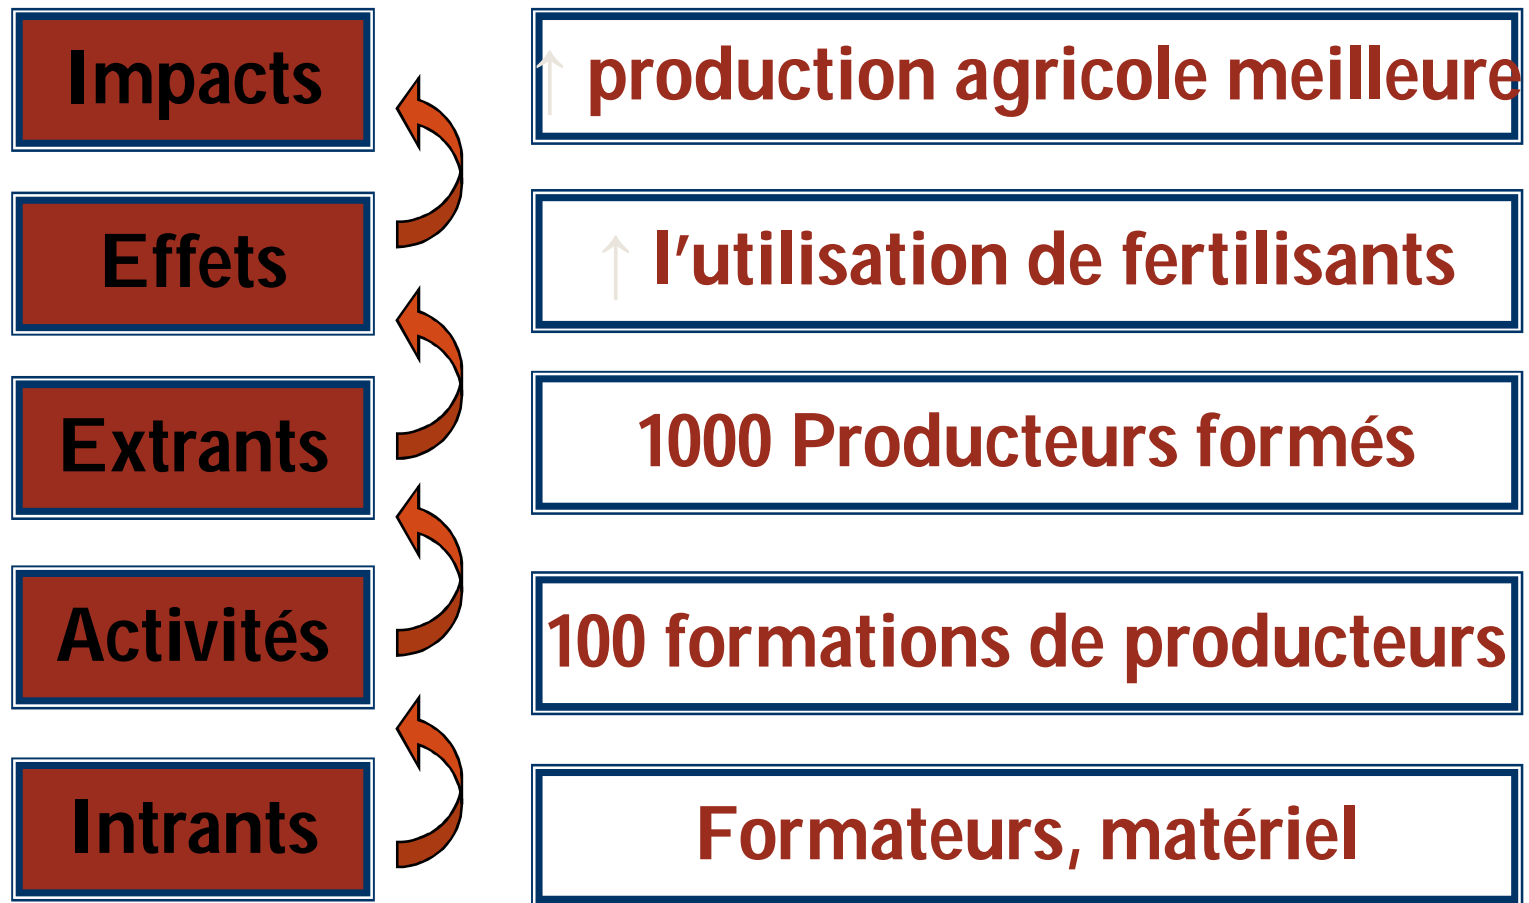 Impacts
↑ production agricole meilleure
Effets
↑ l'utilisation de fertilisants
Extrants
1000 Producteurs formés
Activités
100 formations de producteurs
Intrants
Formateurs, matériel